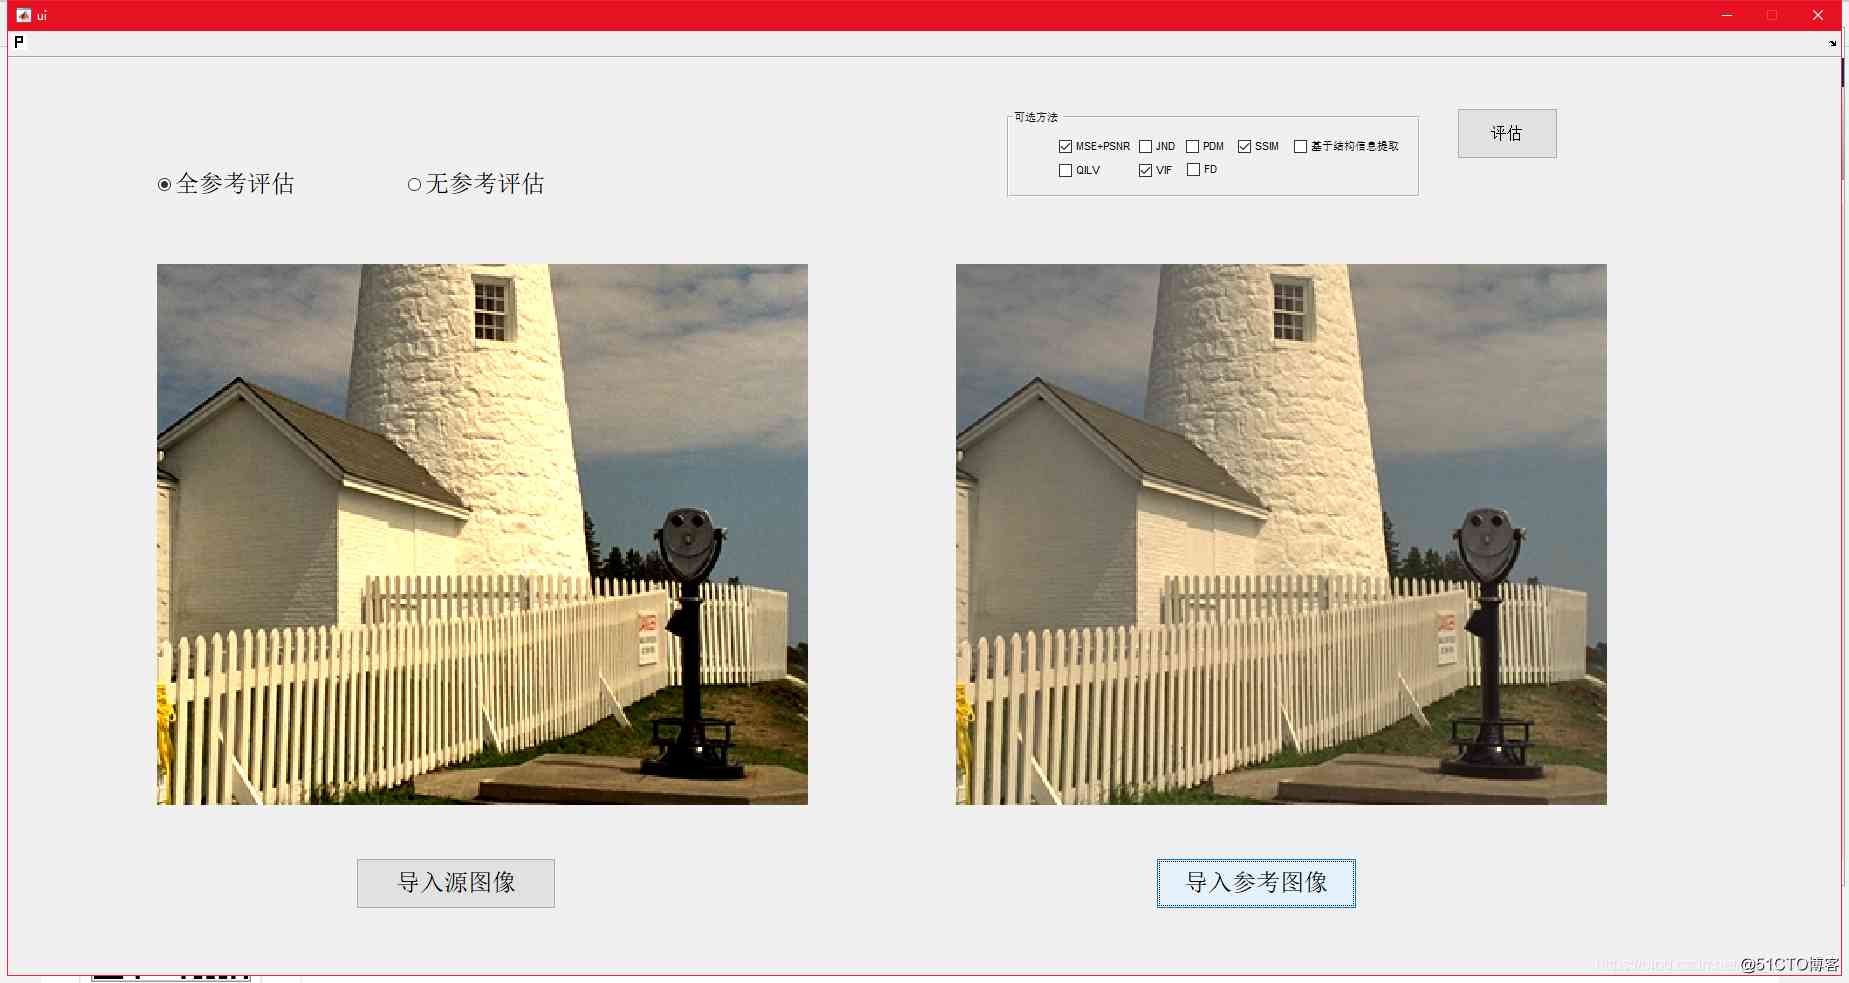 ui
P
可选方法
MSE+PSNR JND PDM SSIM 基于结构信息提取
QILV VIF FD
评估
全参考评估 无参考评估
导入源图像 导入参考图像
@51CTO博客